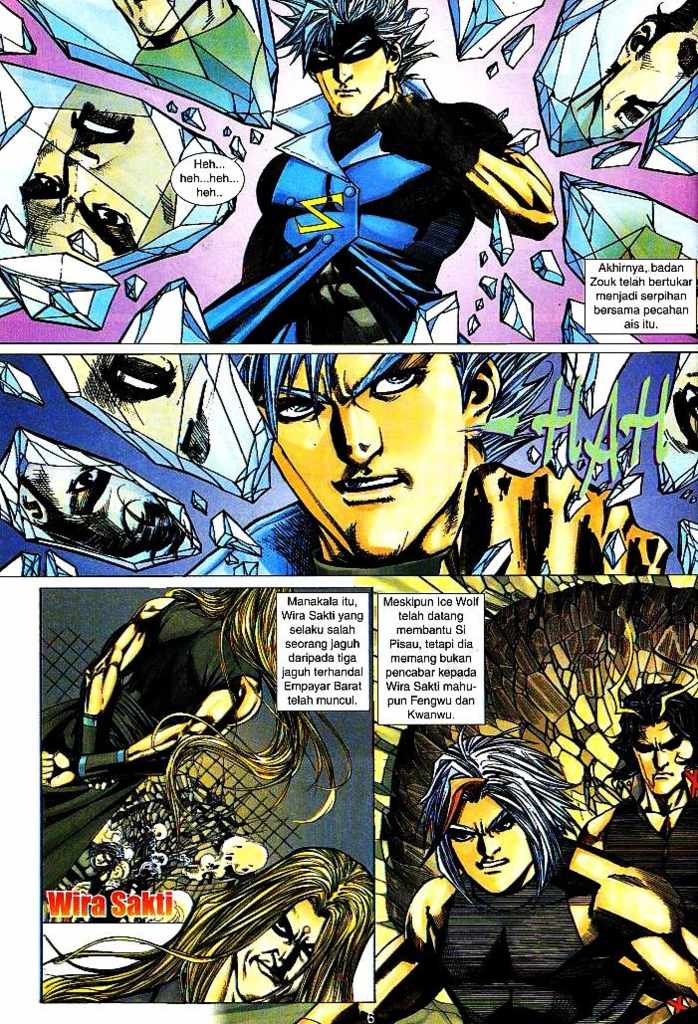 Heh...
heh...heh...
heh..
Akhirnya, badan
Zouk telah bertukar
menjadi serpihan
bersama pecahan
ais itu.
HAH
Manakala itu,
Wira Sakti yang
selaku salah
seorang jaguh
daripada tiga
jaguh terhandal
Empayar Barat
telah muncul.
Meskipun Ice Wolf
telah datang
membantu Si
Pisau, tetapi dia
memang bukan
pencabar kepada
Wira Sakti mahu-
pun Fengwu dan
Kwanwu.
Wira Sakti
6